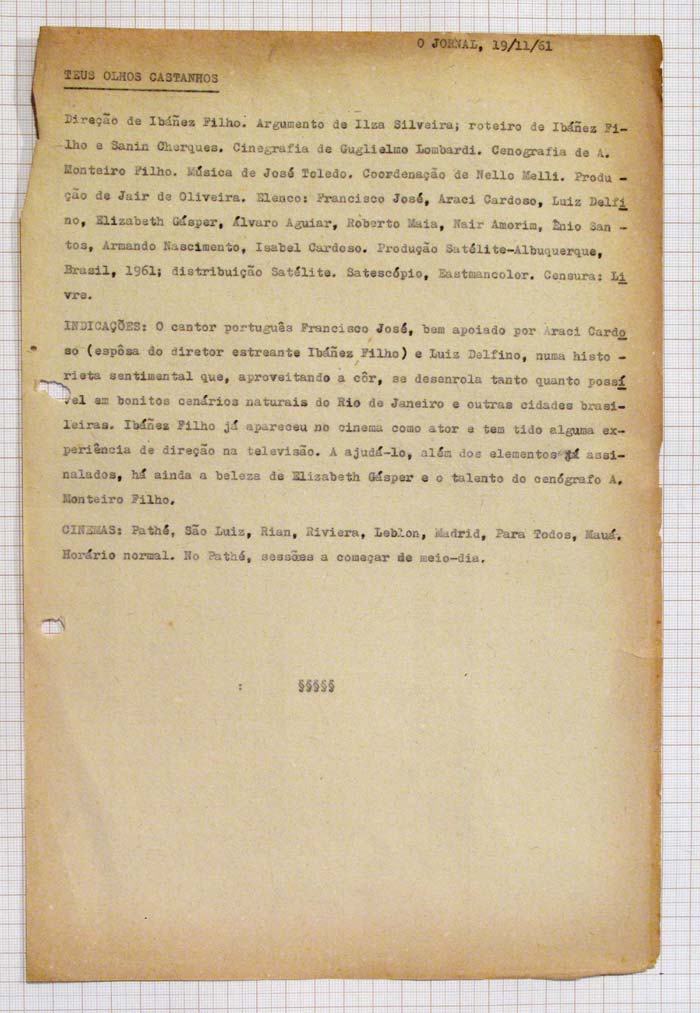 O JORNAL, 19/11/61
TEUS OLHOS CASTANHOS
Direção de Ibáñez Filho. Argumento de Ilza Silveira; roteiro de Ibáñez Fi-
lho e Sanin Cherques. Cinegrafia de Guglielmo Lombardi. Cenografia de A.
Monteiro Filho. Música de José Toledo. Coordenação de Nello Melli. Produ -
ção de Jair de Oliveira. Elenco: Francisco José, Araci Cardoso, Luiz Delfi
no, Elizabeth Gásper, Álvaro Aguiar, Roberto Maia, Nair Amorim, Ênio San -
tos, Armando Nascimento, Isabel Cardoso. Produção Satélite-Albuquerque,
Brasil, 1961; distribuição Satélite. Satescópio, Eastmancolor. Censura: Li
vre.
INDICAÇÕES: O cantor português Francisco José, bem apoiado por Araci Cardo
so (espôsa do diretor estreante Ibáñez Filho) e Luiz Delfino, numa histo -
rieta sentimental que, aproveitando a côr, se desenrola tanto quanto possí
vel em bonitos cenários naturais do Rio de Janeiro e outras cidades brasi-
leiras. Ibáñez Filho já apareceu no cinema como ator e tem tido alguma ex-
periência de direção na televisão. A ajudá-lo, além dos elementos já assi-
nalados, há ainda a beleza de Elizabeth Gásper e o talento do cenógrafo A.
Monteiro Filho.
CINEMAS: Pathé, São Luiz, Rian, Riviera, Leblon, Madrid, Para Todos, Mauá.
Horário normal. No Pathé, sessões a começar de meio-dia.
: §§§§§